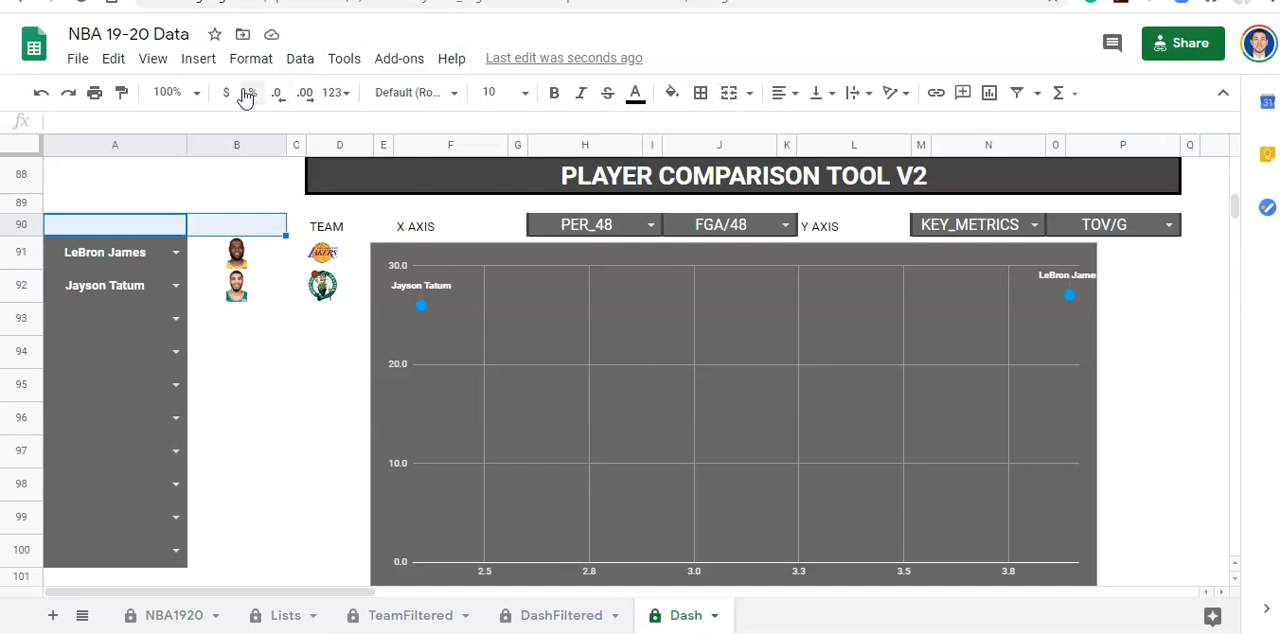 NBA 19-20 Data
Share
File Edit View Insert Format Data Tools Add-ons Help Last edit was seconds ago
100% $ % .0 .00 123 Default (Ro... 10 B I S A Σ
fx
A B C D E F G H I J K L M N O P Q
88 PLAYER COMPARISON TOOL V2
89
90 TEAM X AXIS PER_48 FGA/48 Y AXIS KEY_METRICS TOV/G
91 LeBron James
92 Jayson Tatum
93
94
95
96
97
98
99
100
101
30.0
20.0
10.0
0.0
Jayson Tatum
LeBron James
2.5 2.8 3.0 3.3 3.5 3.8
NBA1920 Lists TeamFiltered DashFiltered Dash
31